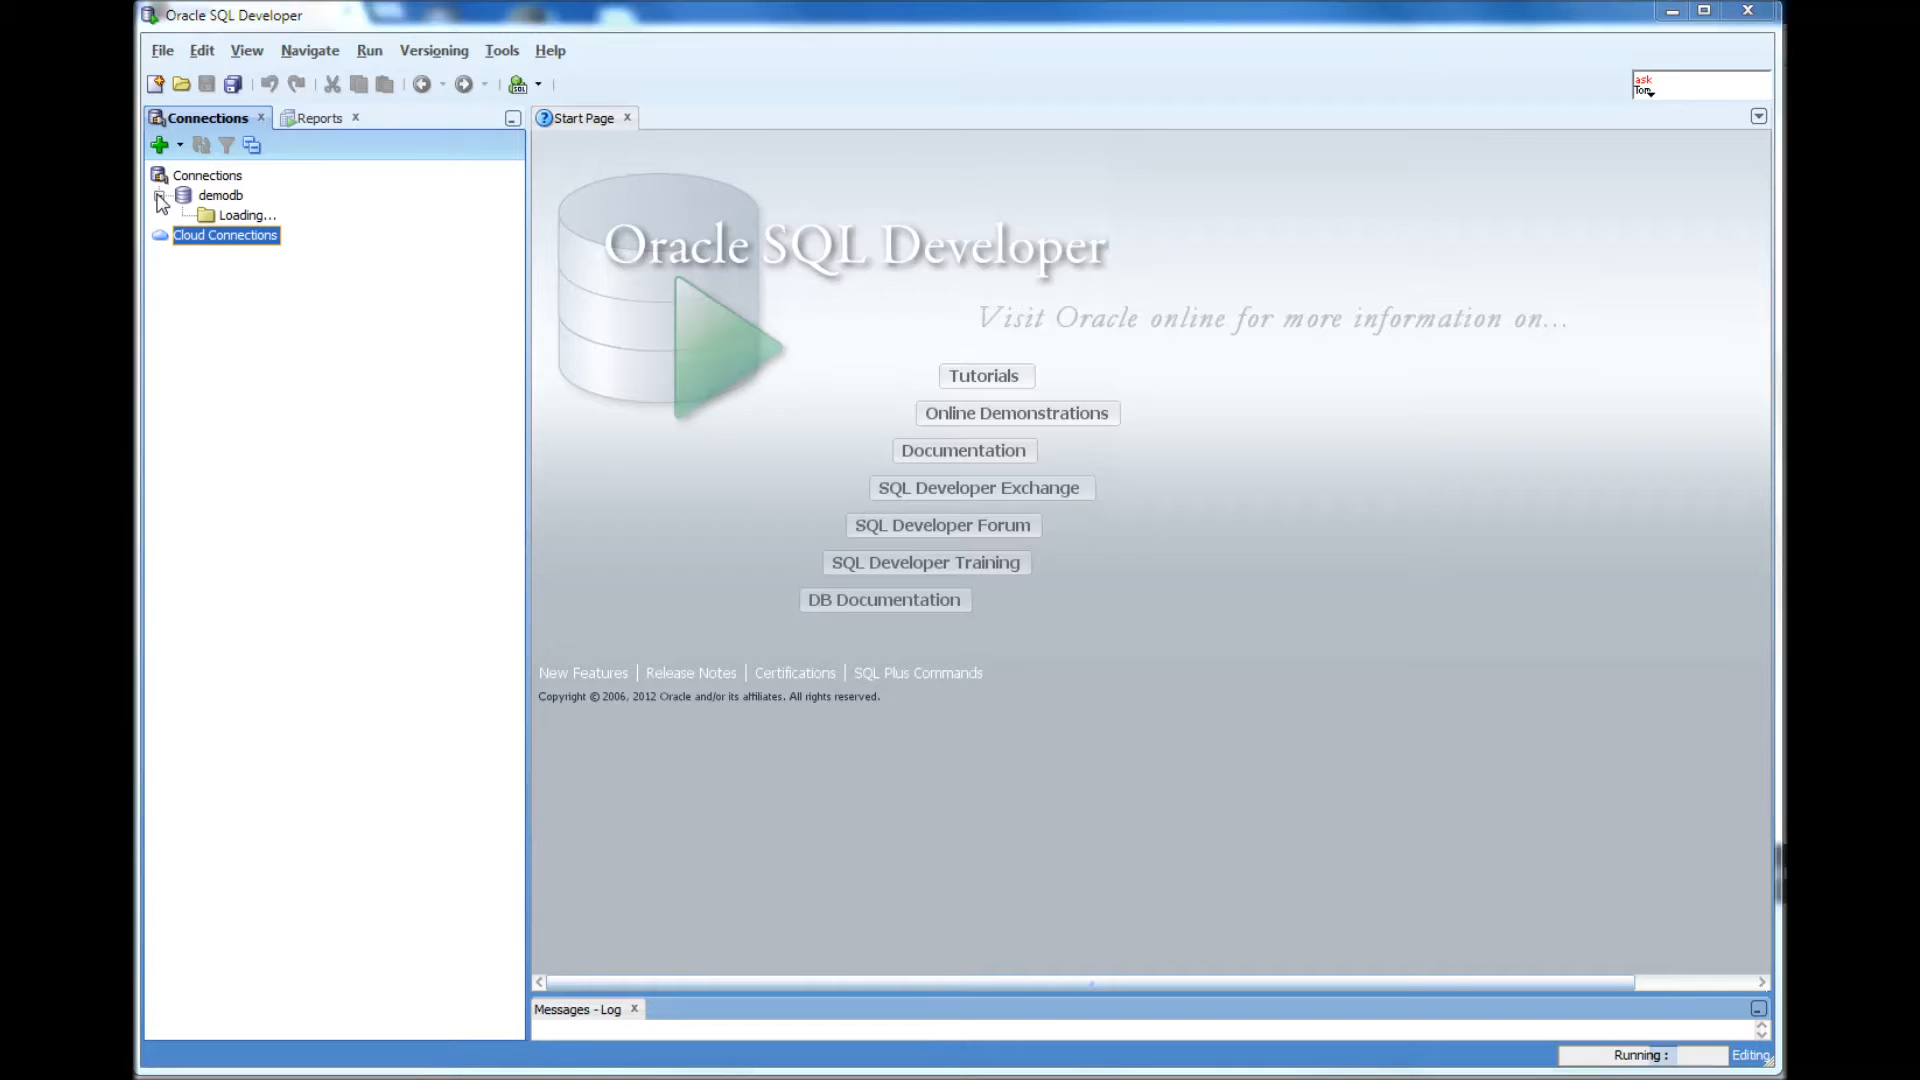 Oracle SQL Developer
File Edit View Navigate Run Versioning Tools Help
ask
Tom
Connections Reports
Start Page
Connections
demodb
Loading...
Cloud Connections
Oracle SQL Developer
Visit Oracle online for more information on...
Tutorials
Online Demonstrations
Documentation
SQL Developer Exchange
SQL Developer Forum
SQL Developer Training
DB Documentation
New Features | Release Notes | Certifications | SQL Plus Commands
Copyright © 2006, 2012 Oracle and/or its affiliates. All rights reserved.
Messages - Log
Running : Editing